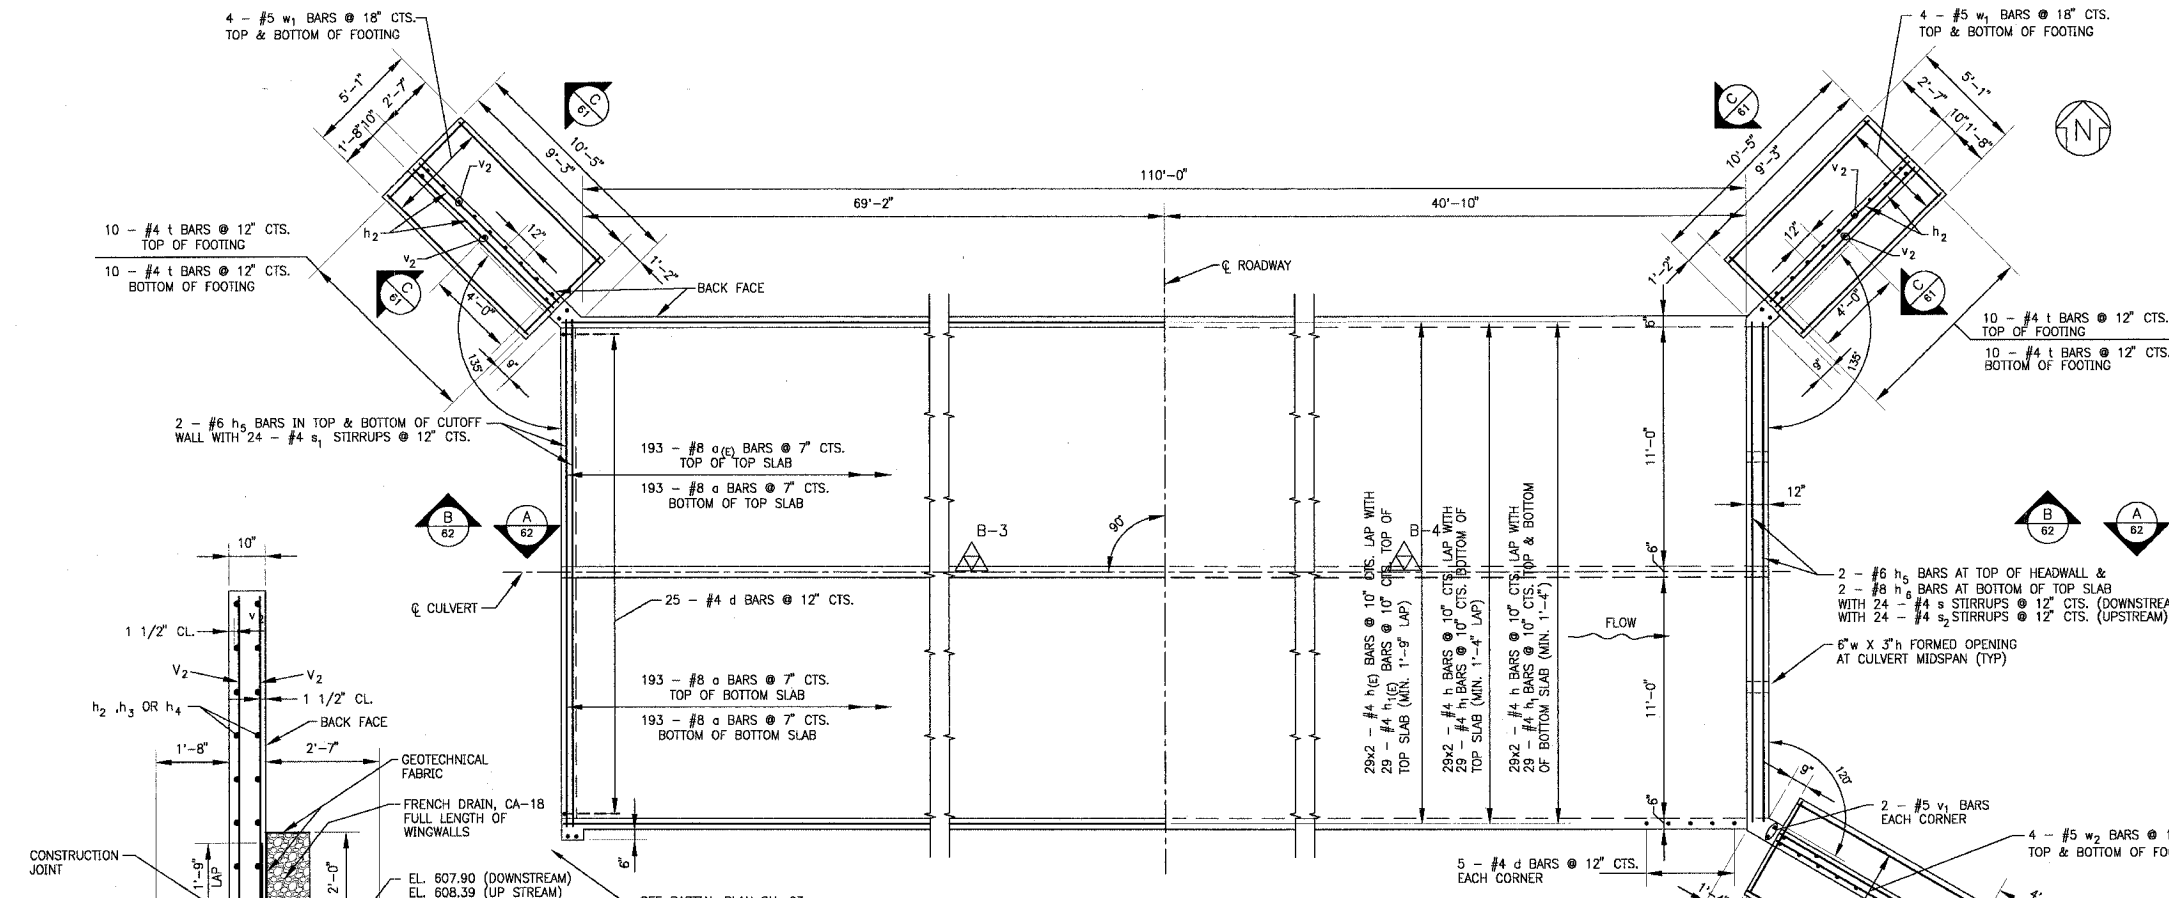 4 - #5 w1 BARS @ 18" CTS.
TOP & BOTTOM OF FOOTING
4 - #5 w1 BARS @ 18" CTS.
TOP & BOTTOM OF FOOTING
5'-1"
2'-7"
1'-8"
10"
C
61
10'-5"
9'-3"
v2
h2
v2
12"
1'-2"
C
61
4'-0"
135°
9"
BACK FACE
10 - #4 t BARS @ 12" CTS.
TOP OF FOOTING
10 - #4 t BARS @ 12" CTS.
BOTTOM OF FOOTING
110'-0"
69'-2"
40'-10"
℄ ROADWAY
C
61
10'-5"
9'-3"
5'-1"
2'-7"
10"
1'-8"
N
v2
h2
v2
12"
1'-2"
C
61
4'-0"
135°
9"
10 - #4 t BARS @ 12" CTS.
TOP OF FOOTING
10 - #4 t BARS @ 12" CTS.
BOTTOM OF FOOTING
6"
2 - #6 h5 BARS IN TOP & BOTTOM OF CUTOFF
WALL WITH 24 - #4 s1 STIRRUPS @ 12" CTS.
193 - #8 a(E) BARS @ 7" CTS.
TOP OF TOP SLAB
193 - #8 a BARS @ 7" CTS.
BOTTOM OF TOP SLAB
B
62
A
62
B-3
90°
B-4
11'-0"
12"
6"
B
62
A
62
℄ CULVERT
25 - #4 d BARS @ 12" CTS.
193 - #8 a BARS @ 7" CTS.
TOP OF BOTTOM SLAB
193 - #8 a BARS @ 7" CTS.
BOTTOM OF BOTTOM SLAB
29x2 - #4 h(E) BARS @ 10" CTS. LAP WITH
29 - #4 h1(E) BARS @ 10" CTS. TOP OF
TOP SLAB (MIN. 1'-9" LAP)
29x2 - #4 h BARS @ 10" CTS. LAP WITH
29 - #4 h1 BARS @ 10" CTS. BOTTOM OF
TOP SLAB (MIN. 1'-4" LAP)
29x2 - #4 h BARS @ 10" CTS. LAP WITH
29 - #4 h1 BARS @ 10" CTS. TOP & BOTTOM
OF BOTTOM SLAB (MIN. 1'-4")
FLOW
11'-0"
6"
2 - #6 h5 BARS AT TOP OF HEADWALL &
2 - #8 h6 BARS AT BOTTOM OF TOP SLAB
WITH 24 - #4 s STIRRUPS @ 12" CTS. (DOWNSTREA
WITH 24 - #4 s2 STIRRUPS @ 12" CTS. (UPSTREAM)
6"w X 3"h FORMED OPENING
AT CULVERT MIDSPAN (TYP)
9"
120°
2 - #5 v1 BARS
EACH CORNER
4 - #5 w2 BARS @ 1
TOP & BOTTOM OF FO
5 - #4 d BARS @ 12" CTS.
EACH CORNER
6"
10"
v
1 1/2" CL.
V2
V2
1 1/2" CL.
h2 ,h3 OR h4
BACK FACE
1'-8"
2'-7"
GEOTECHNICAL
FABRIC
FRENCH DRAIN, CA-18
FULL LENGTH OF
WINGWALLS
CONSTRUCTION
JOINT
1'-9"
LAP
2'-0"
EL. 607.90 (DOWNSTREAM)
EL. 608.39 (UP STREAM)